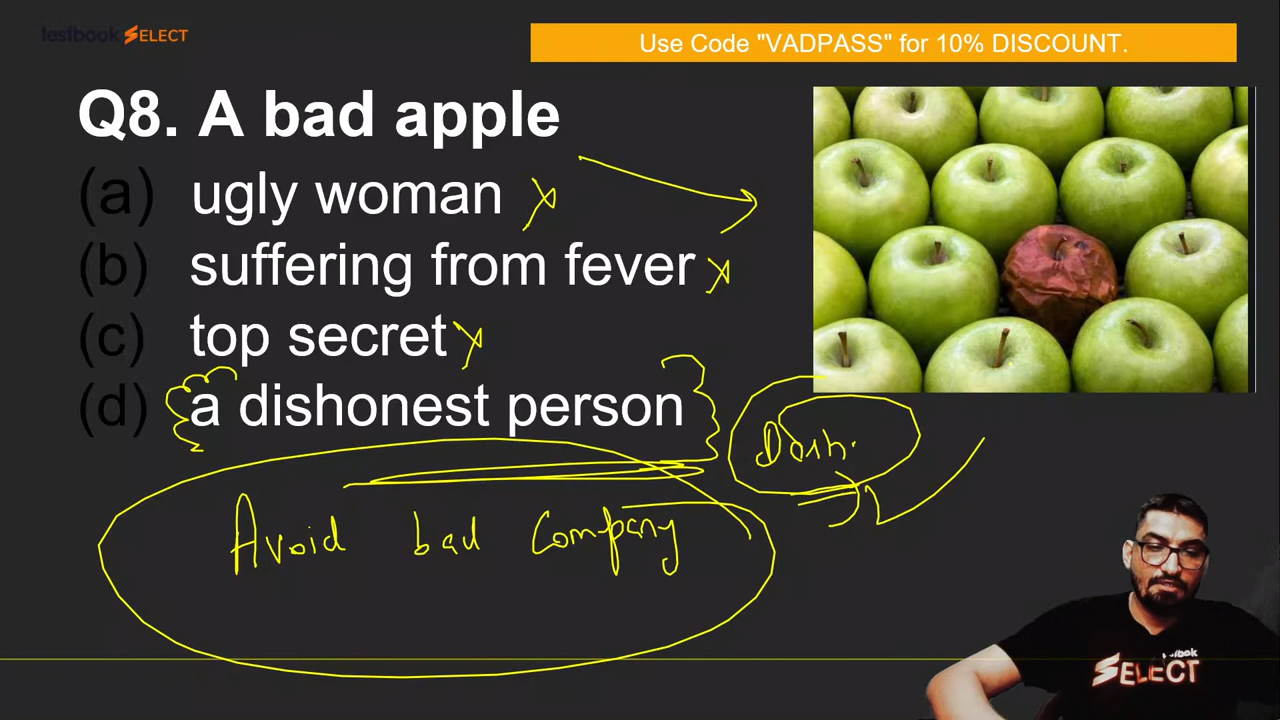 testbook SELECT
Use Code "VADPASS" for 10% DISCOUNT.
Q8. A bad apple
(a) ugly woman
(b) suffering from fever
(c) top secret
(d) a dishonest person
Avoid bad Company
testbook
SELECT